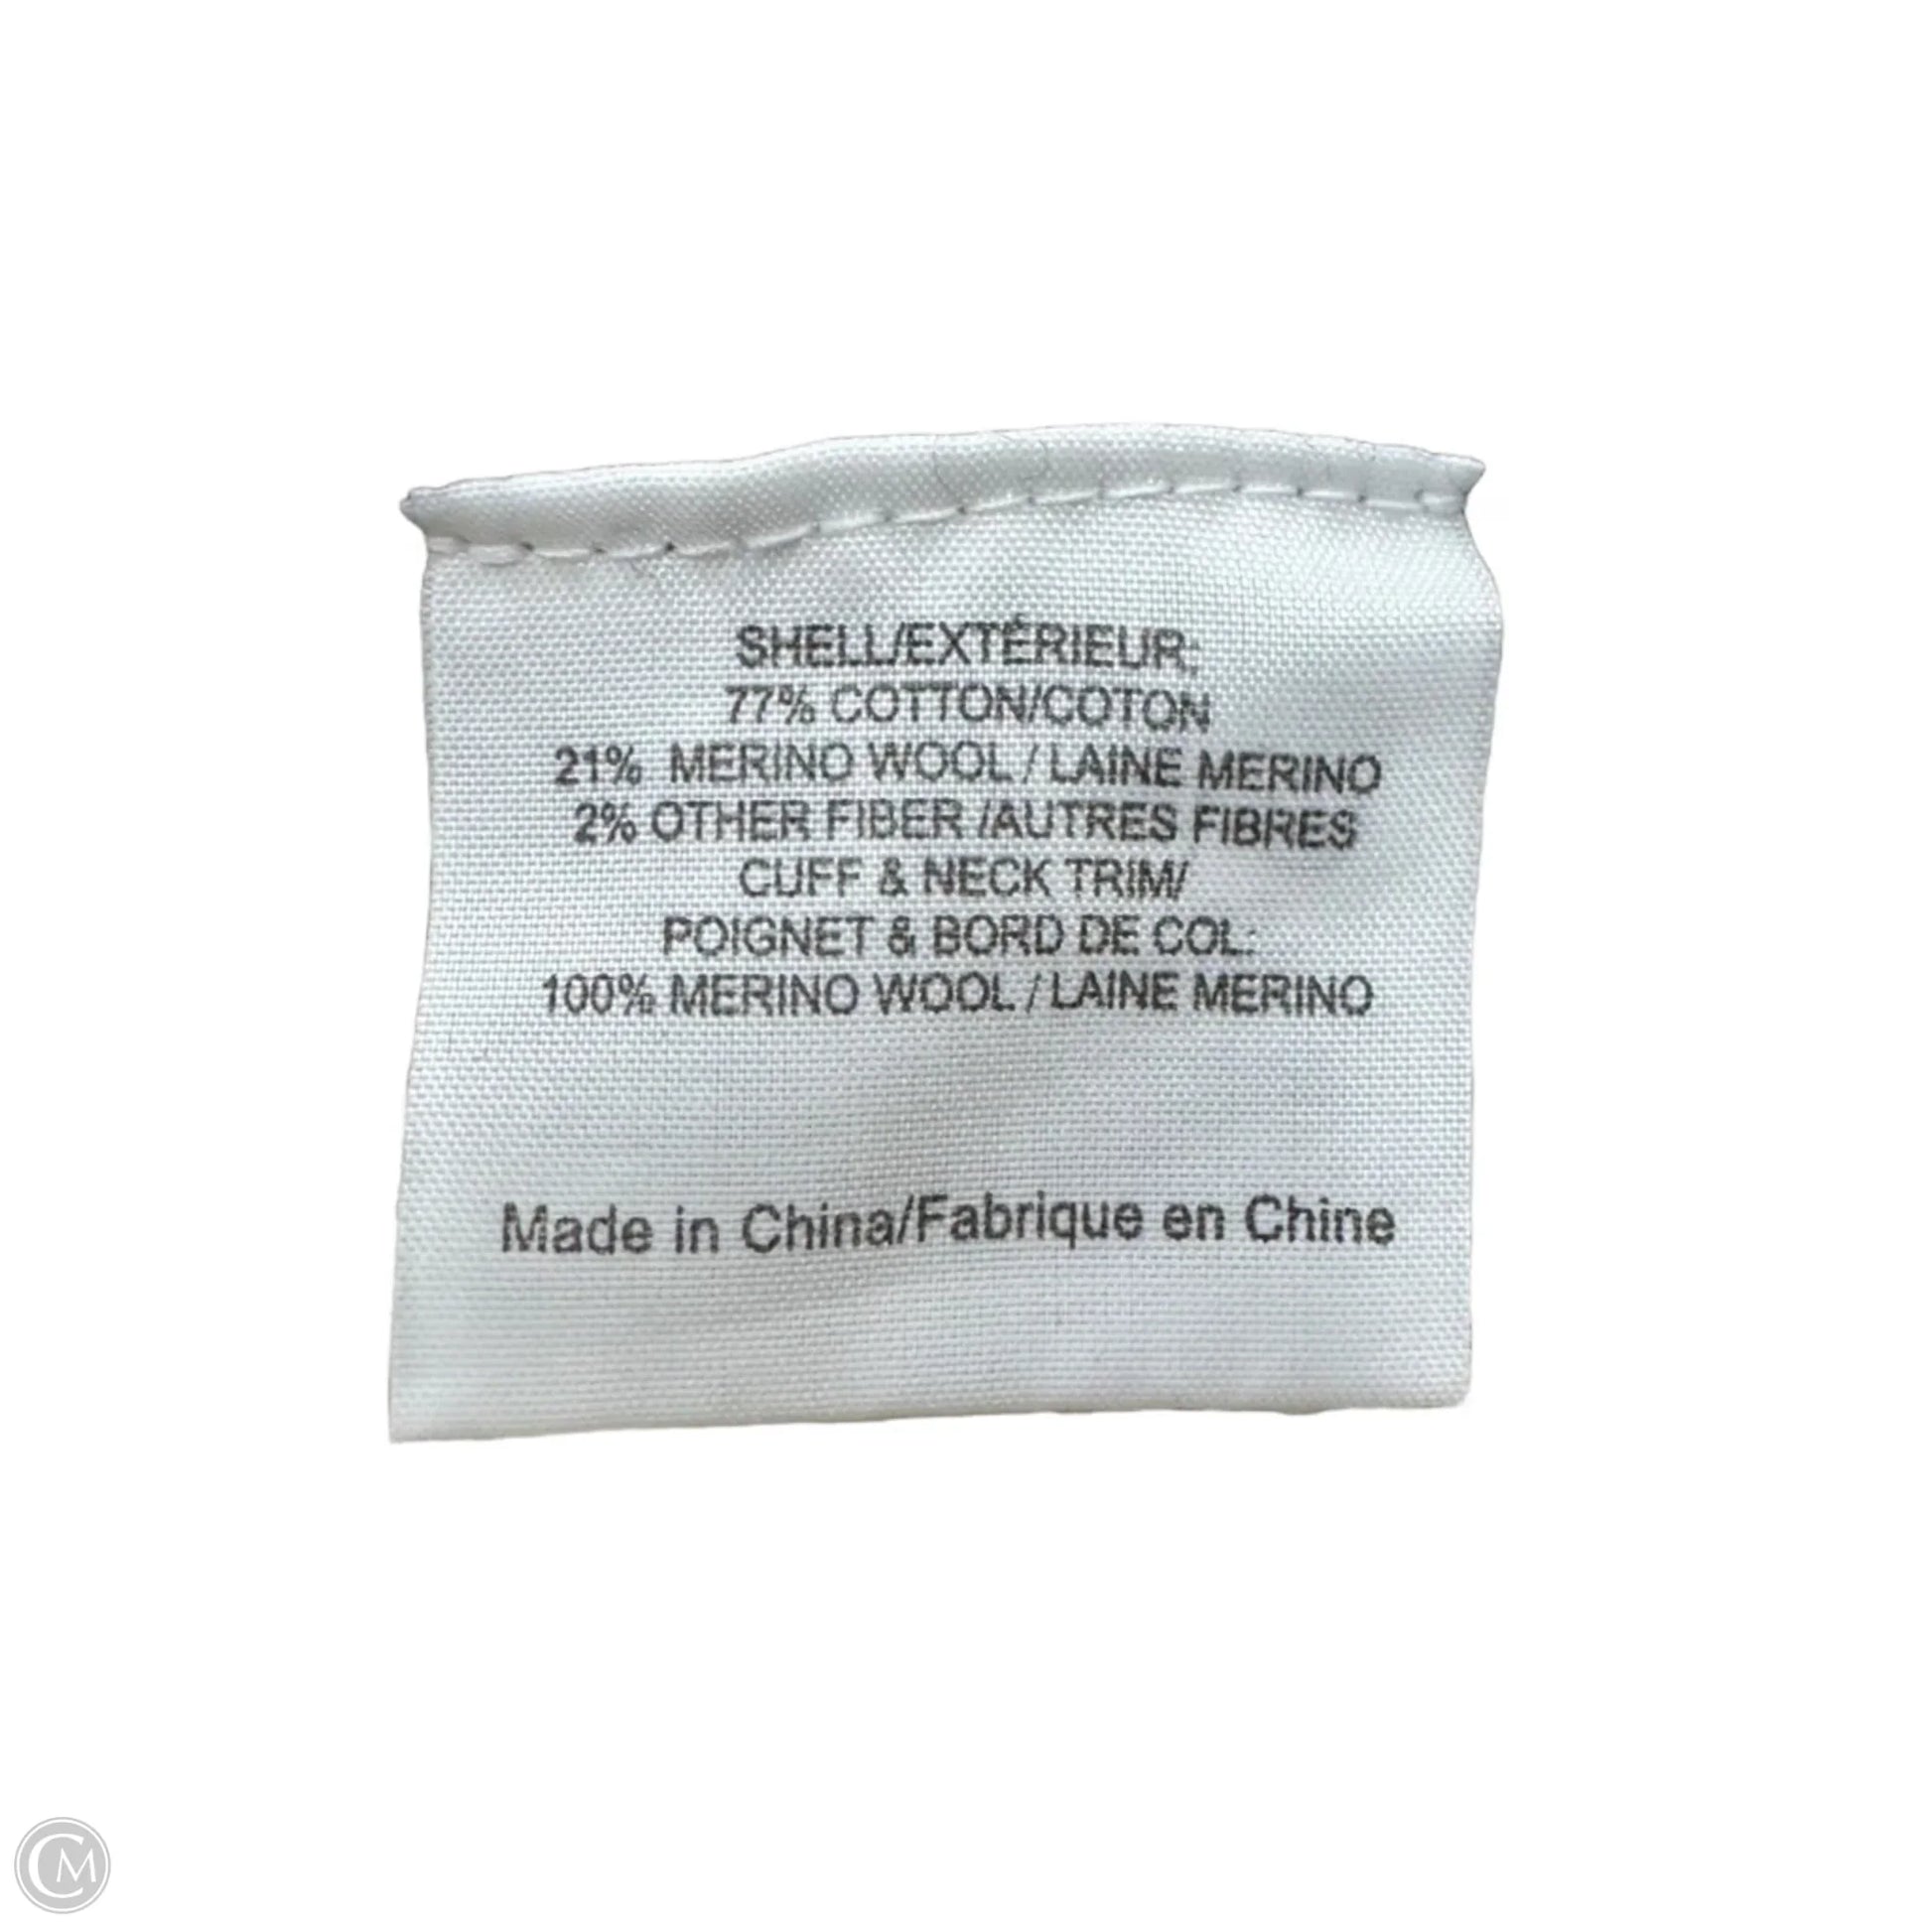 SHELL/EXTÉRIEUR;
77% COTTON/COTON
21% MERINO WOOL / LAINE MERINO
2% OTHER FIBER /AUTRES FIBRES
CUFF & NECK TRIM/
POIGNET & BORD DE COL:
100% MERINO WOOL / LAINE MERINO
Made in China/Fabrique en Chine
CM